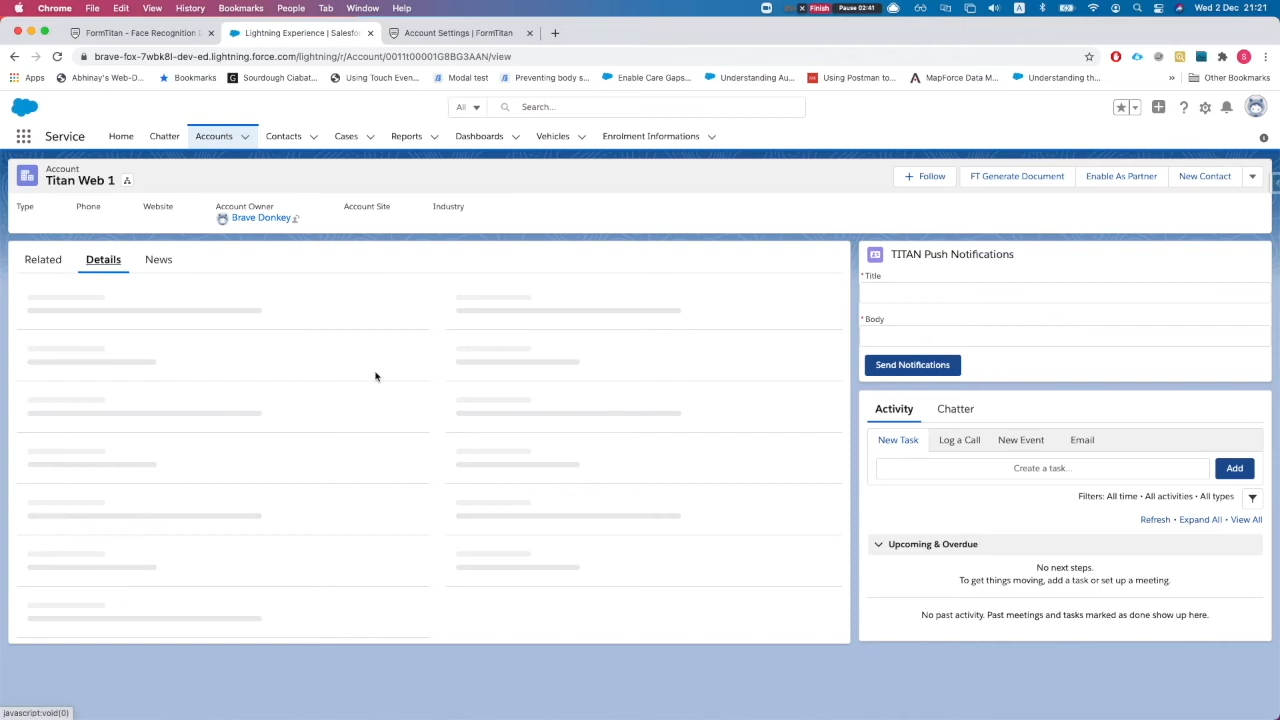 Chrome File Edit View History Bookmarks People Tab Window Help Finish Pause 02:41 Wed 2 Dec 21:21
FormTitan - Face Recognition Lightning Experience | Salesfor Account Settings | FormTitan
brave-fox-7wbk8l-dev-ed.lightning.force.com/lightning/r/Account/0011t00001G8BG3AAN/view
Apps Abhinay's Web-D... Bookmarks Sourdough Ciabat... Using Touch Even... Modal test Preventing body s... Enable Care Gaps... Understanding Au... Using Postman to... MapForce Data M... Understanding th... » Other Bookmarks
All Search...
Service Home Chatter Accounts Contacts Cases Reports Dashboards Vehicles Enrolment Informations
Account
Titan Web 1
Follow FT Generate Document Enable As Partner New Contact
Type Phone Website Account Owner Account Site Industry
Brave Donkey
Related Details News
TITAN Push Notifications
*Title
*Body
Send Notifications
Activity Chatter
New Task Log a Call New Event Email
Create a task...
Add
Filters: All time • All activities • All types
Refresh • Expand All • View All
Upcoming & Overdue
No next steps.
To get things moving, add a task or set up a meeting.
No past activity. Past meetings and tasks marked as done show up here.
javascript:void(0)